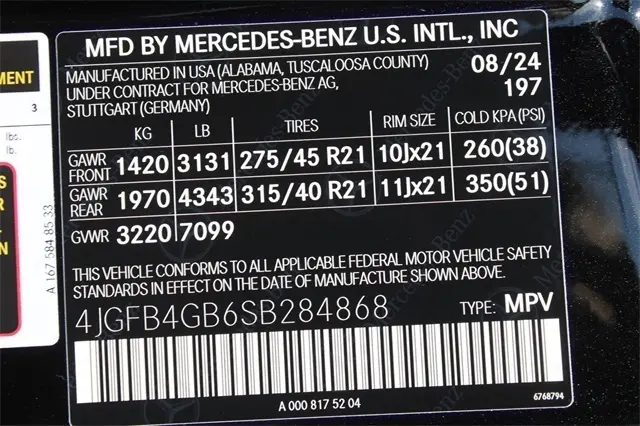 MFD BY MERCEDES-BENZ U.S. INTL., INC
MANUFACTURED IN USA (ALABAMA, TUSCALOOSA COUNTY)
UNDER CONTRACT FOR MERCEDES-BENZ AG,
STUTTGART (GERMANY)
08/24
197
KG LB TIRES RIM SIZE COLD KPA (PSI)
GAWR FRONT 1420 3131 275/45 R21 10Jx21 260(38)
GAWR REAR 1970 4343 315/40 R21 11Jx21 350(51)
GVWR 3220 7099
THIS VEHICLE CONFORMS TO ALL APPLICABLE FEDERAL MOTOR VEHICLE SAFETY
STANDARDS IN EFFECT ON THE DATE OF MANUFACTURE SHOWN ABOVE.
4JGFB4GB6SB284868 TYPE: MPV
A 000 817 52 04
6768794
MENT
3
lbs.
lb.
A 167 584 85 33